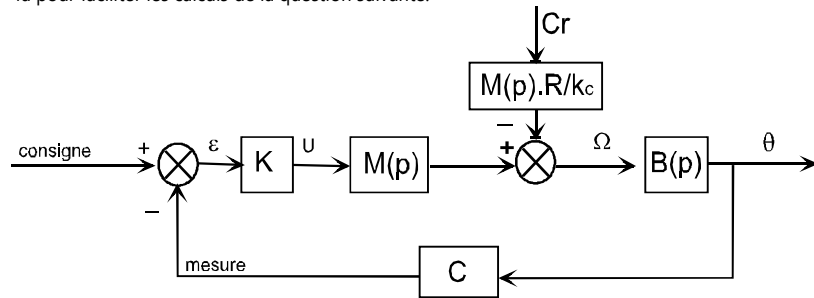 la pour faciliter les calculs de la question suivante.
Cr
M(p).R/kc
−
consigne
+
ε
K
U
M(p)
+
Ω
B(p)
θ
−
mesure
C